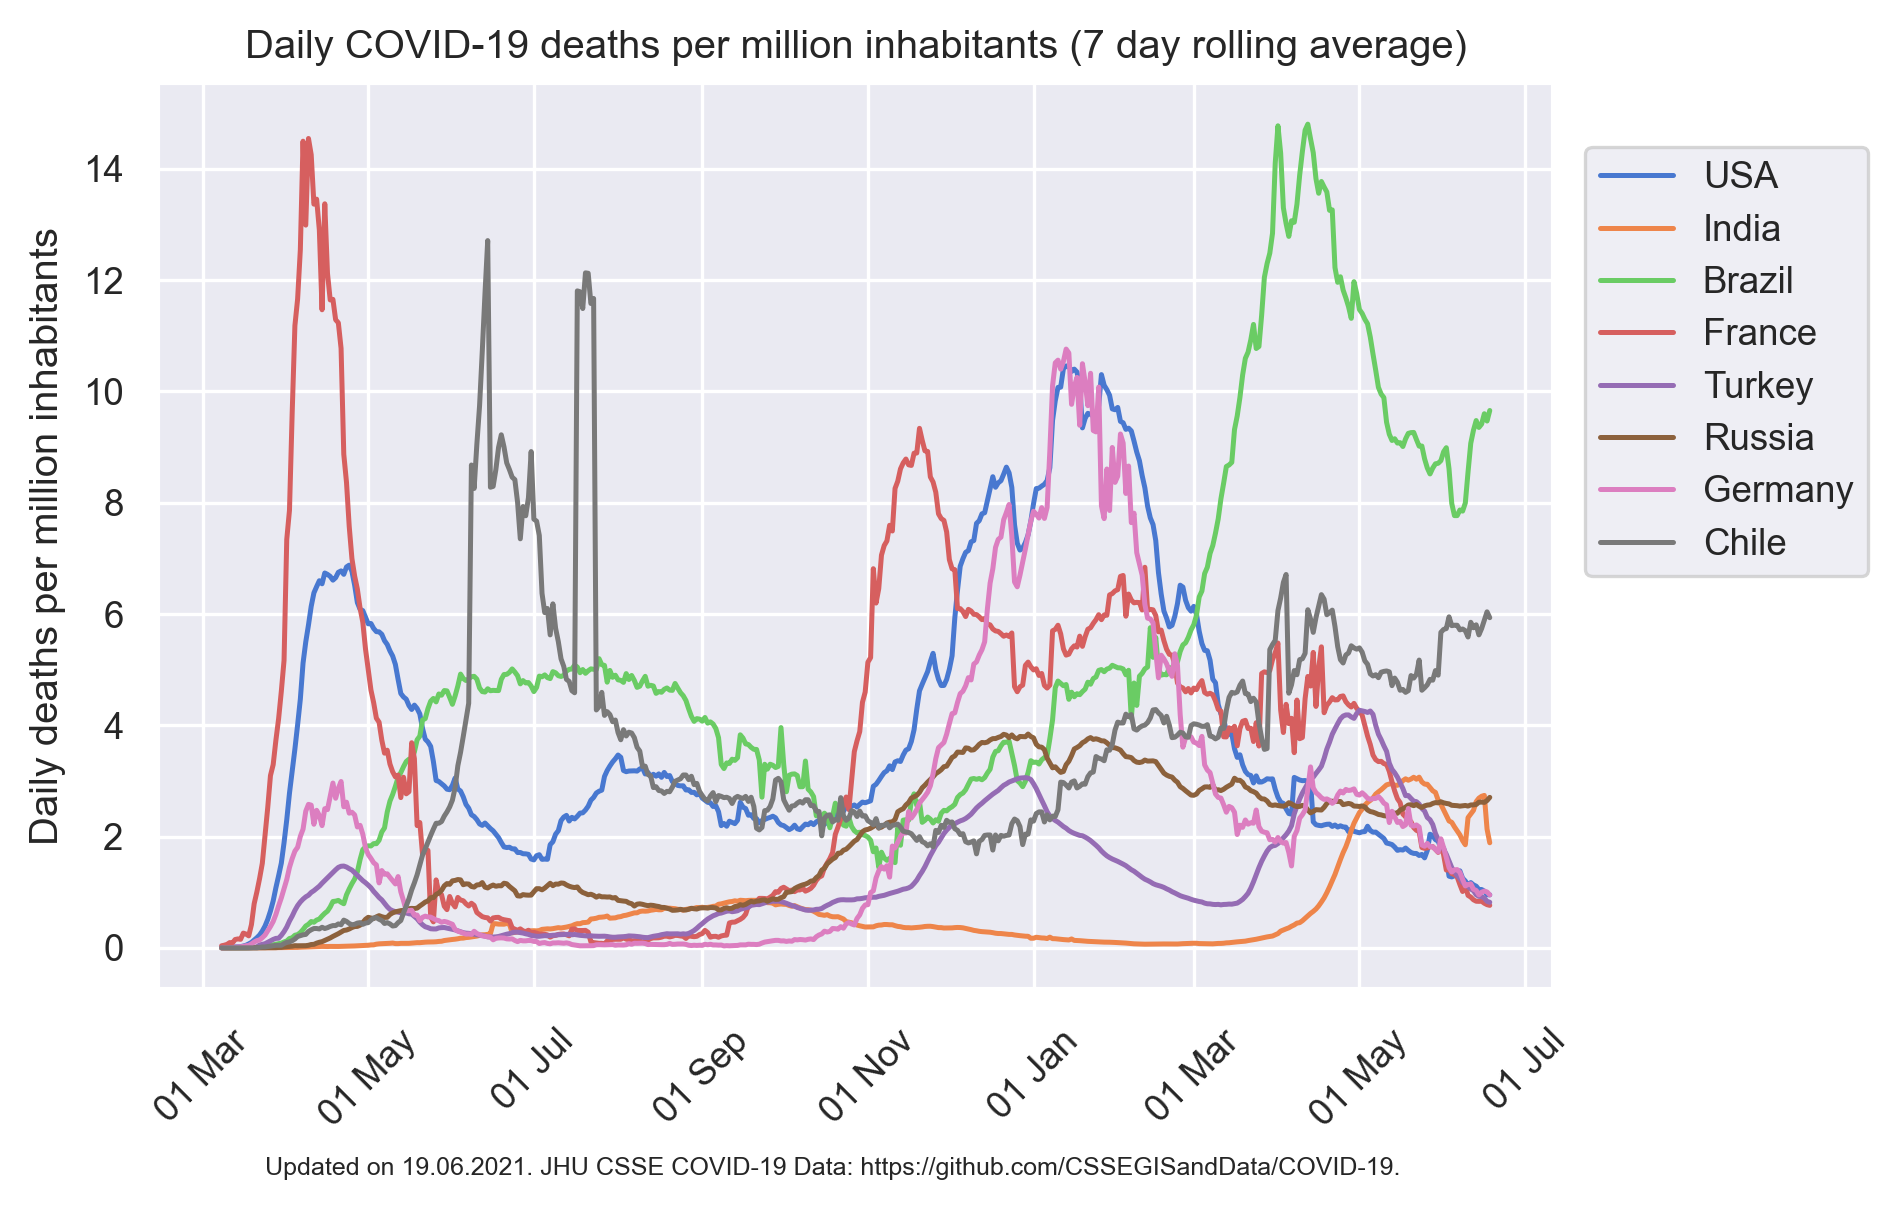 Daily COVID-19 deaths per million inhabitants (7 day rolling average)
Daily deaths per million inhabitants
14
12
10
8
6
4
2
0
USA
India
Brazil
France
Turkey
Russia
Germany
Chile
01 Mar
01 May
01 Jul
01 Sep
01 Nov
01 Jan
01 Mar
01 May
01 Jul
Updated on 19.06.2021. JHU CSSE COVID-19 Data: https://github.com/CSSEGISandData/COVID-19.